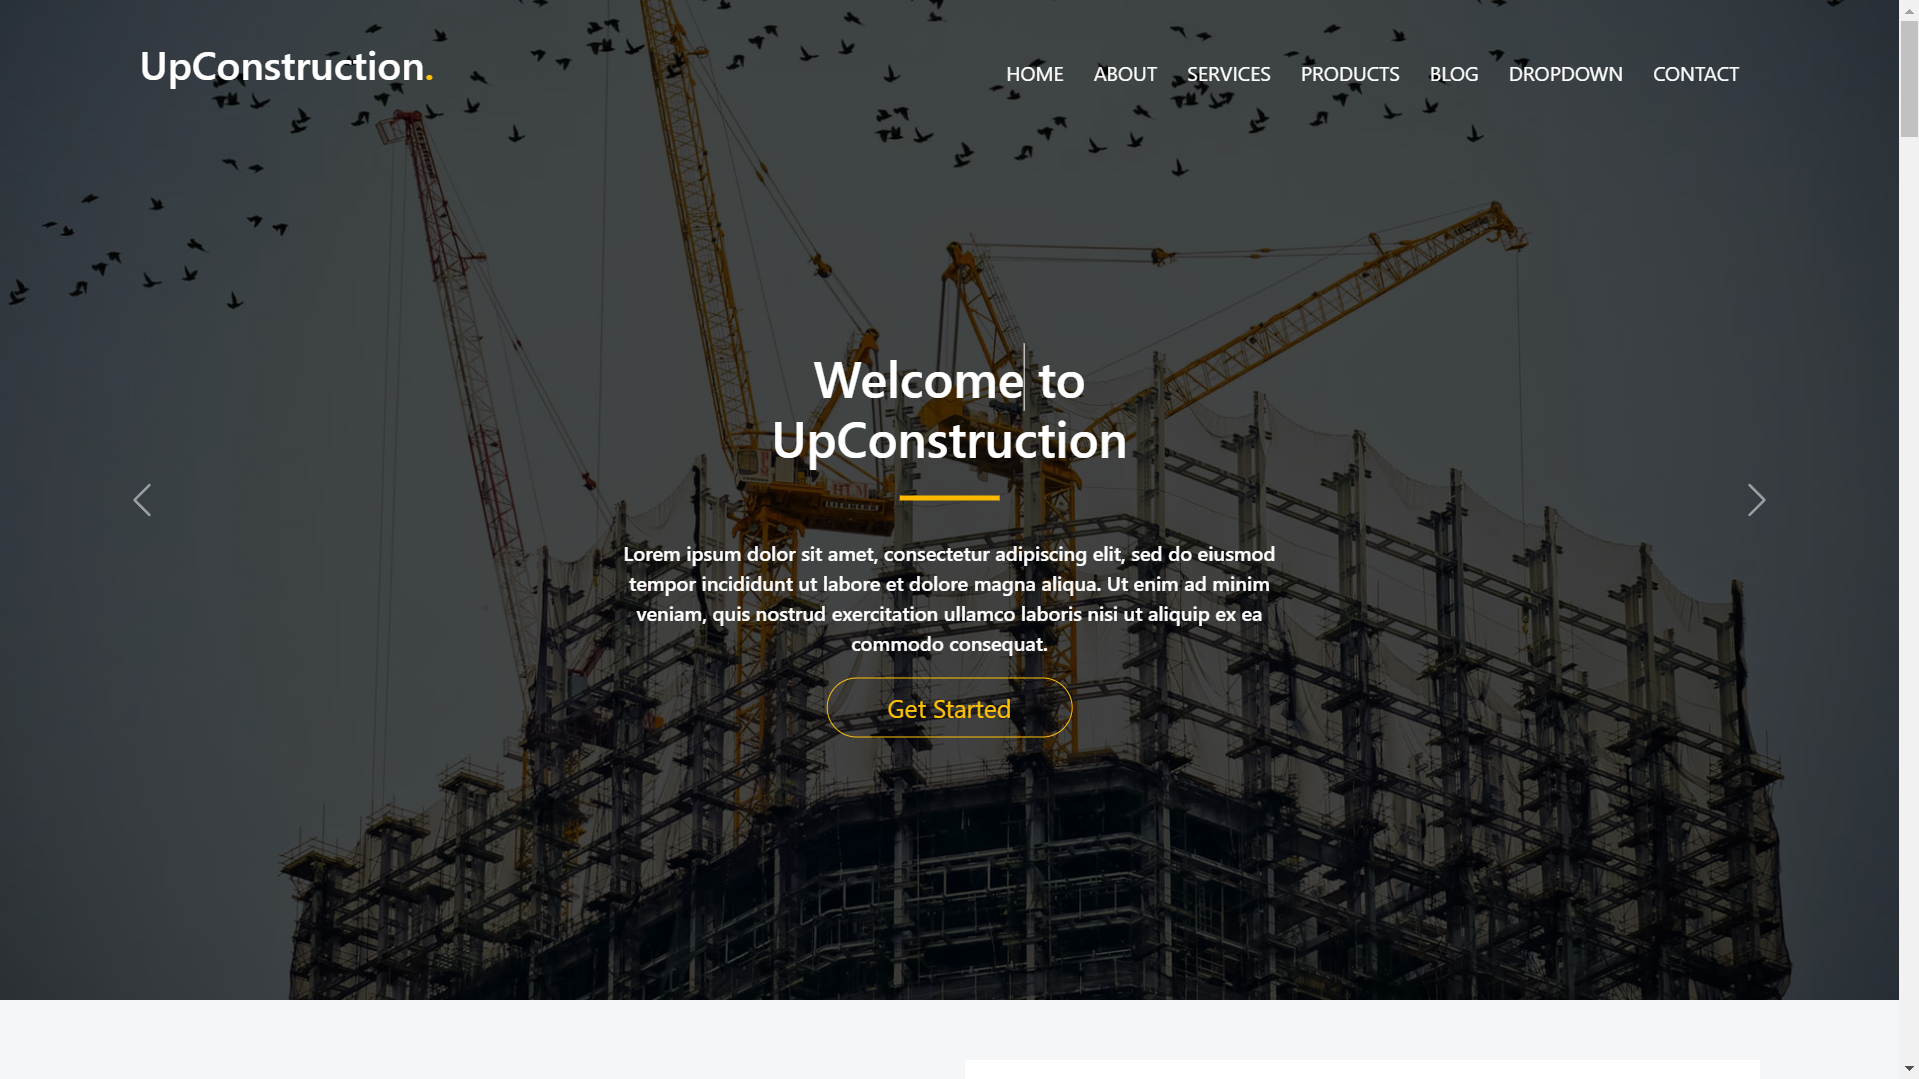 UpConstruction.
HOME ABOUT SERVICES PRODUCTS BLOG DROPDOWN CONTACT
Welcome to
UpConstruction
HLM
LIEBHERR
Lorem ipsum dolor sit amet, consectetur adipiscing elit, sed do eiusmod
tempor incididunt ut labore et dolore magna aliqua. Ut enim ad minim
veniam, quis nostrud exercitation ullamco laboris nisi ut aliquip ex ea
commodo consequat.
Get Started